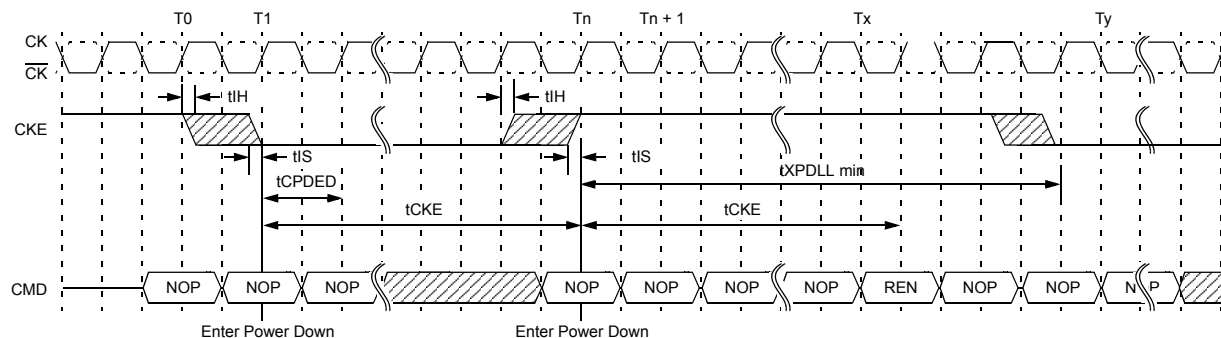 T0 T1 Tn Tn + 1 Tx Ty
CK
CK
tIH tIH
CKE
tIS tIS
tCPDED tXPDLL min
tCKE tCKE
CMD NOP NOP NOP NOP NOP NOP NOP REN NOP NOP
Enter Power Down Enter Power Down